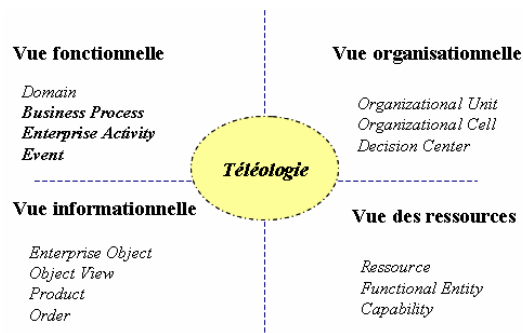 Vue fonctionnelle
Domain
Business Process
Enterprise Activity
Event
Vue organisationnelle
Organizational Unit
Organizational Cell
Decision Center
Téléologie
Vue informationnelle
Enterprise Object
Object View
Product
Order
Vue des ressources
Ressource
Functional Entity
Capability